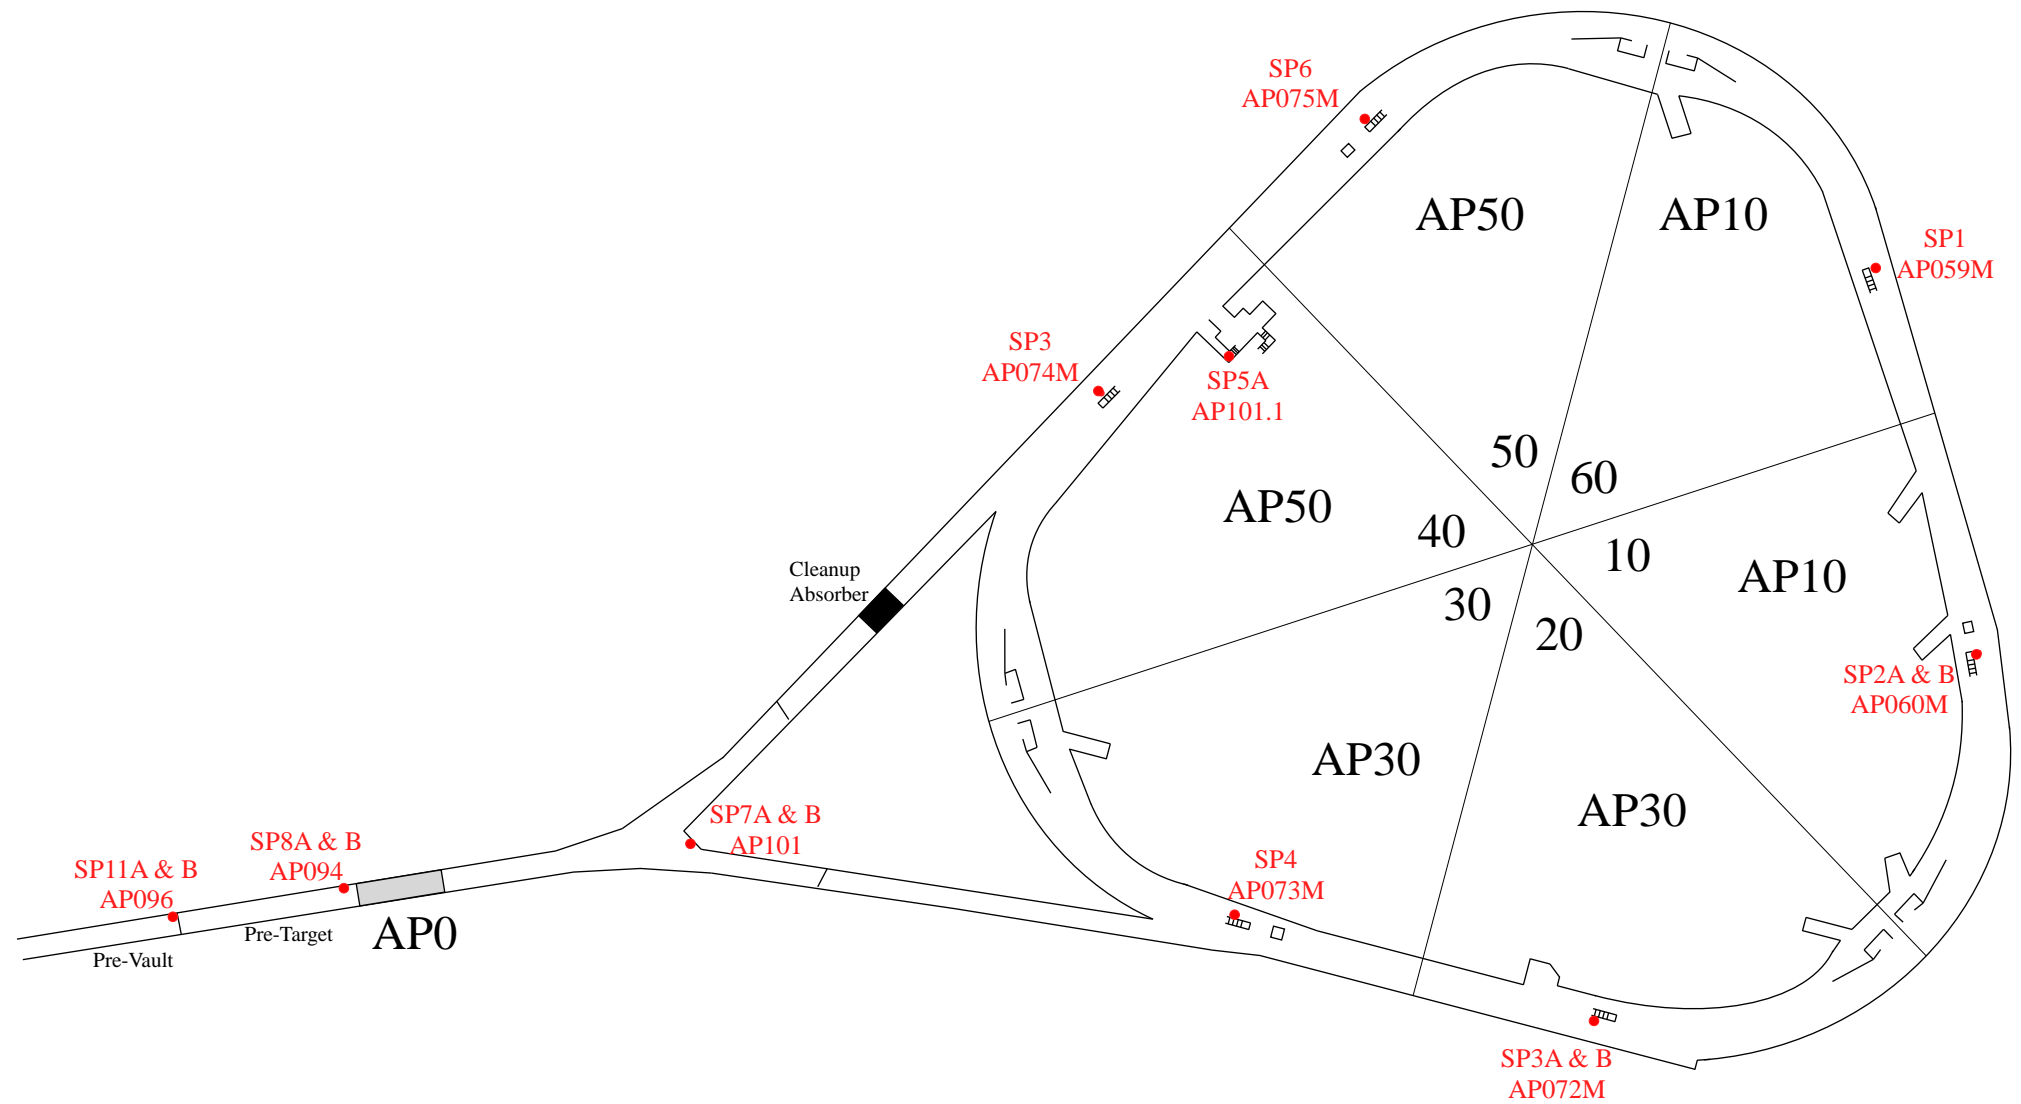 SP6
AP075M
AP50
AP10
SP1
AP059M
SP3
AP074M
SP5A
AP101.1
50
60
AP50
40
10
AP10
30
20
Cleanup
Absorber
SP2A & B
AP060M
AP30
AP30
SP7A & B
AP101
SP8A & B
AP094
SP11A & B
AP096
SP4
AP073M
AP0
Pre-Target
Pre-Vault
SP3A & B
AP072M